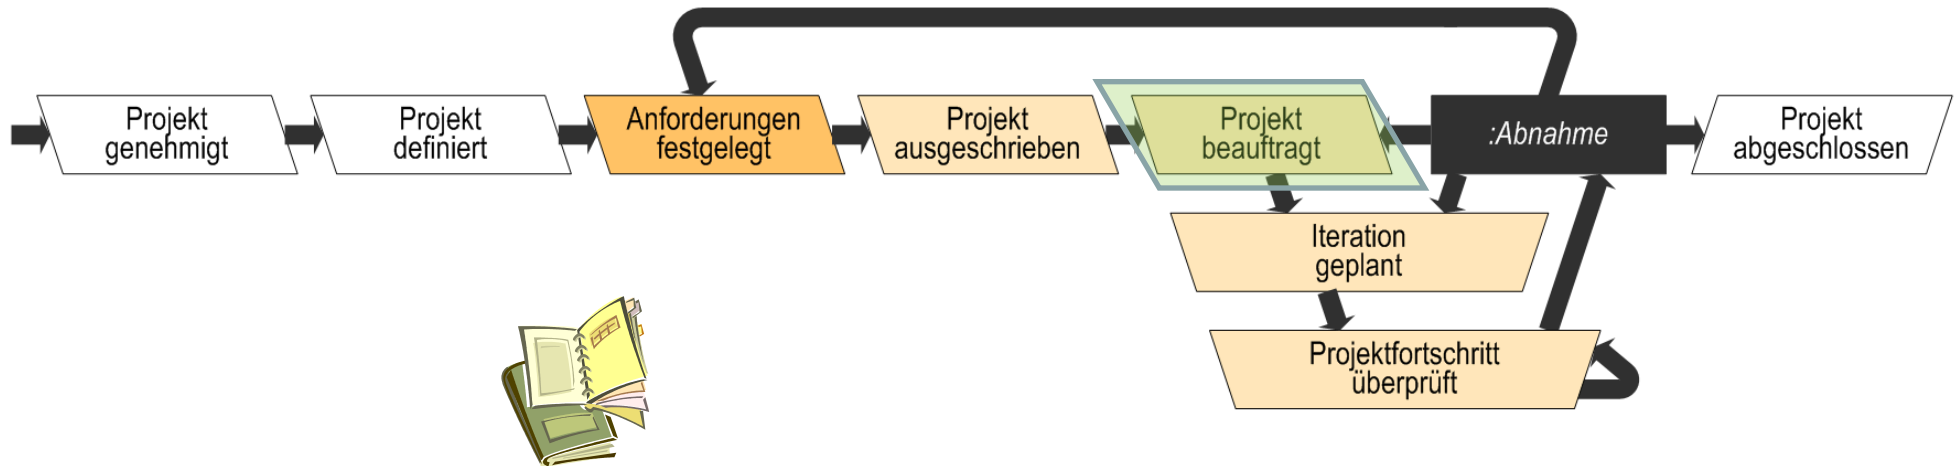 Projekt
genehmigt
Projekt
definiert
Anforderungen
festgelegt
Projekt
ausgeschrieben
Projekt
beauftragt
:Abnahme
Projekt
abgeschlossen
Iteration
geplant
Projektfortschritt
überprüft